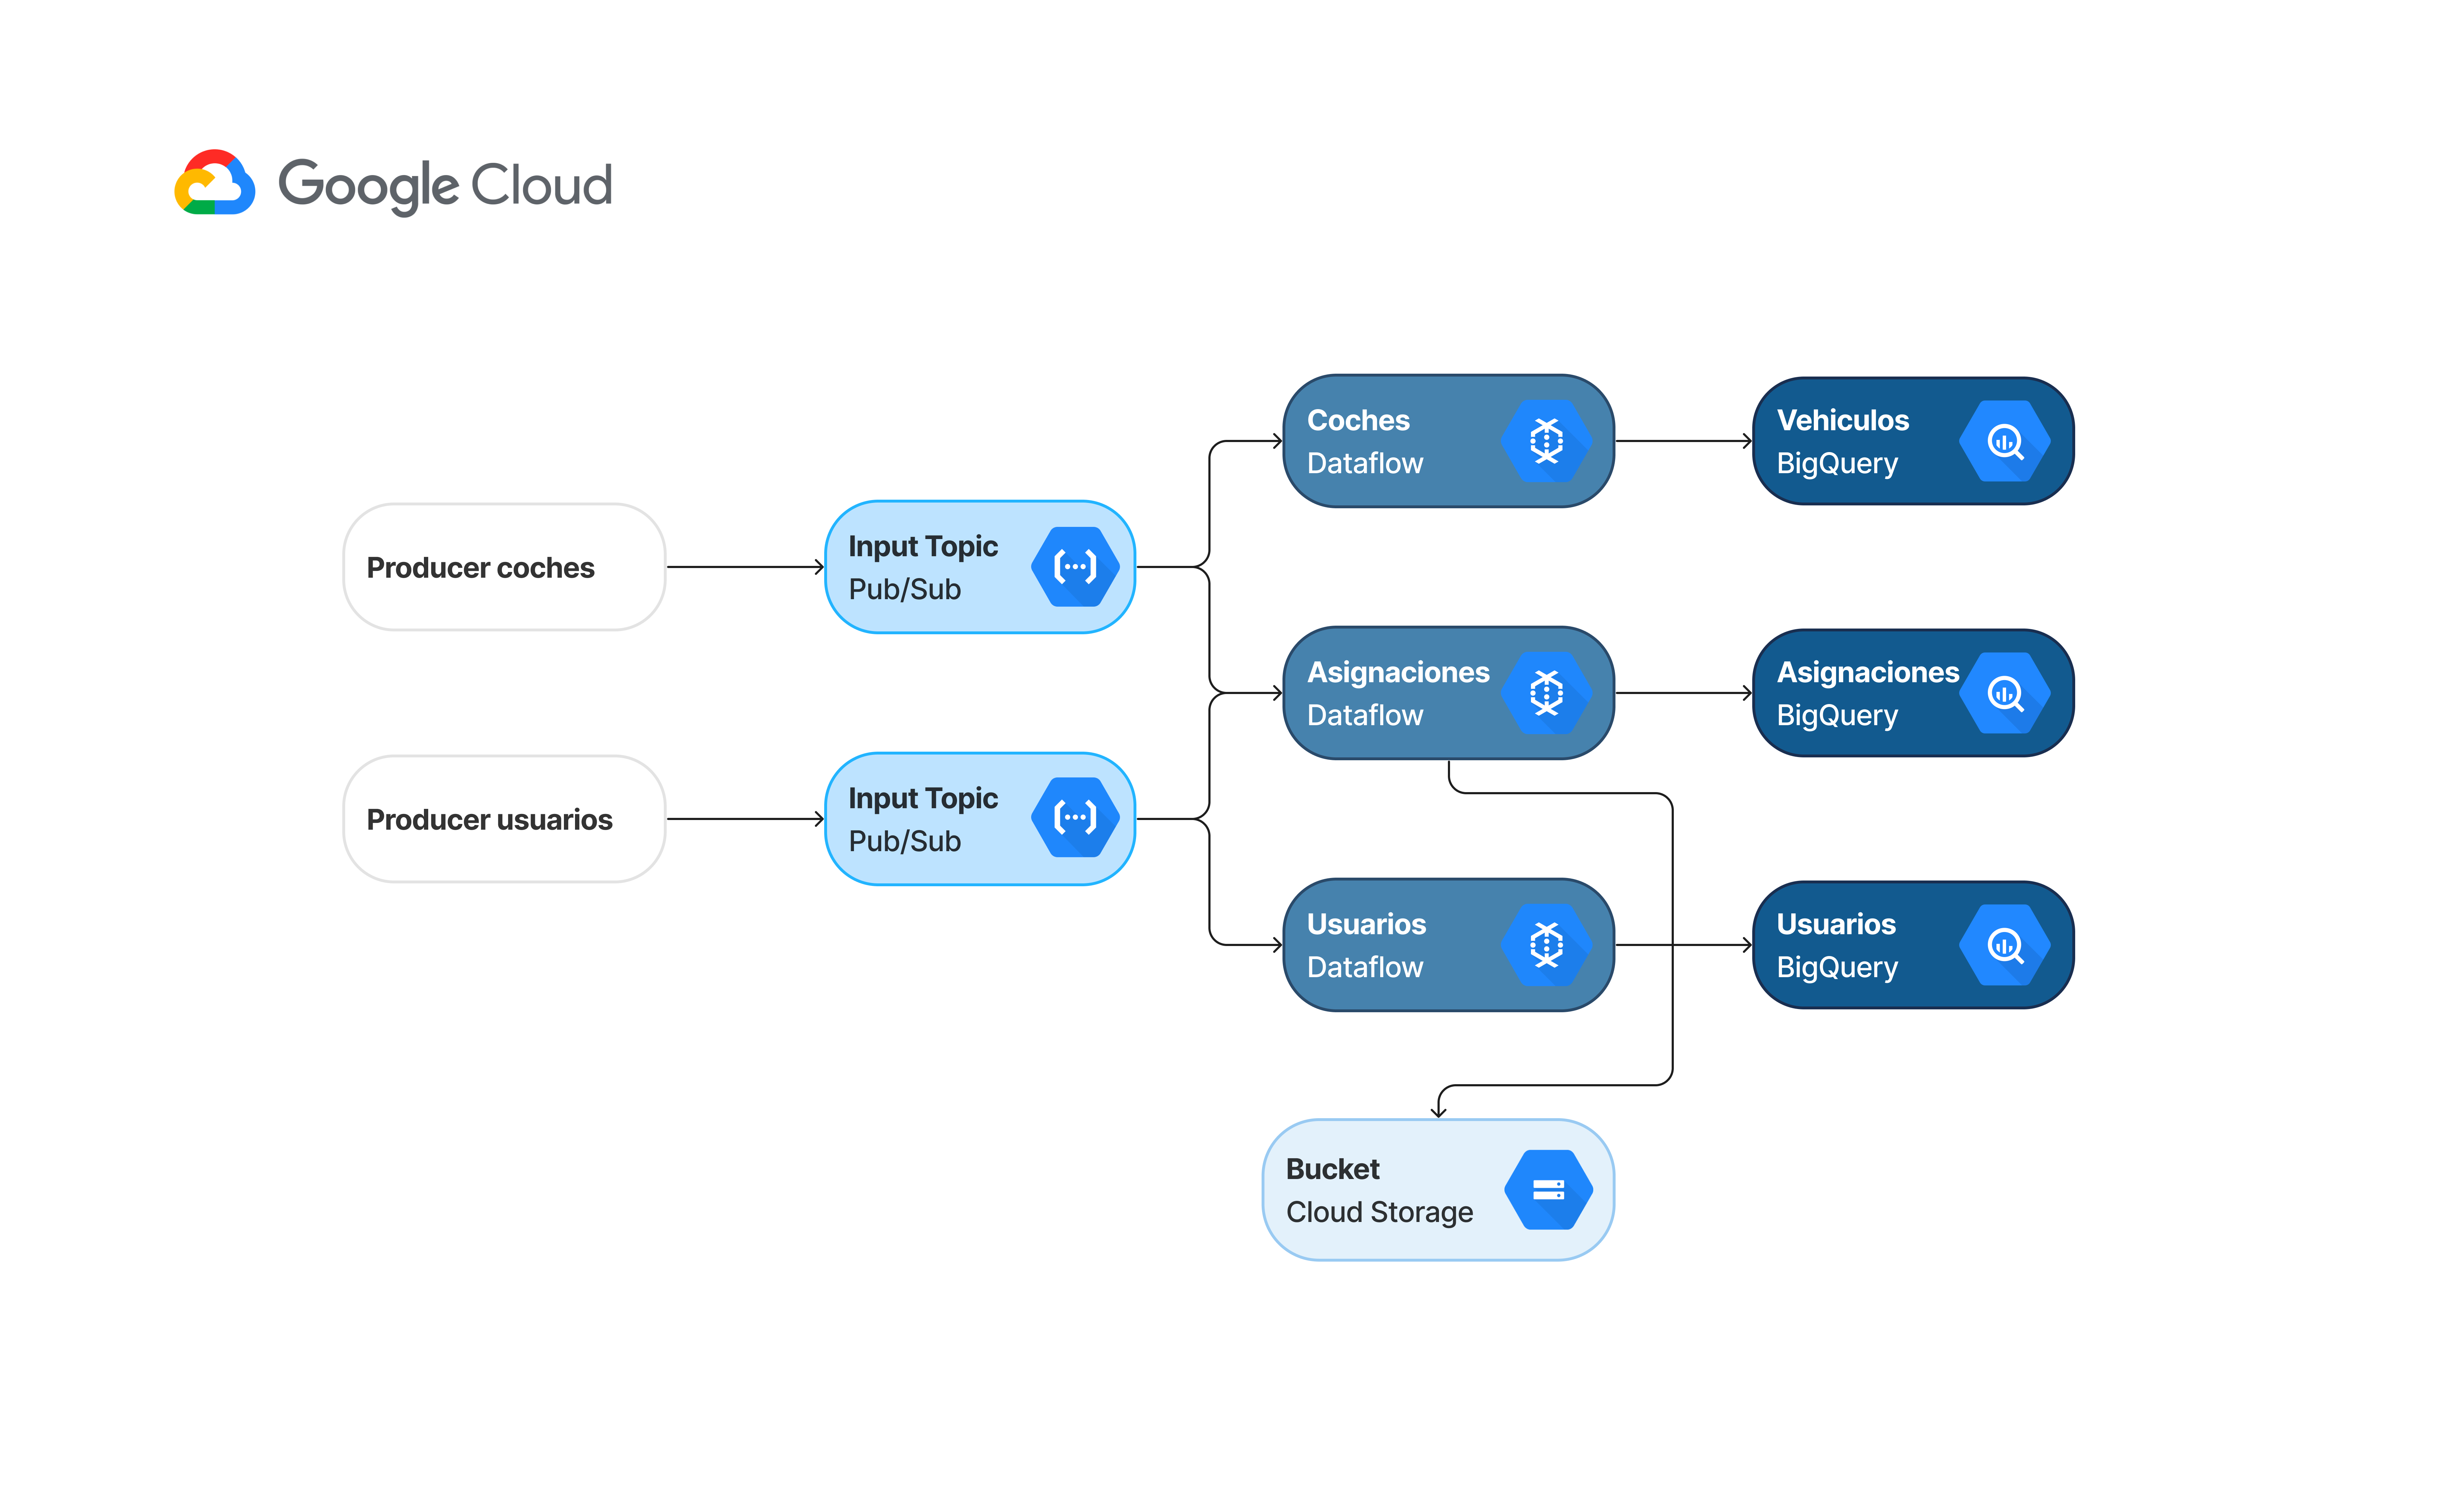 Google Cloud
Producer coches
Input Topic
Pub/Sub
Producer usuarios
Input Topic
Pub/Sub
Coches
Dataflow
Asignaciones
Dataflow
Usuarios
Dataflow
Vehiculos
BigQuery
Asignaciones
BigQuery
Usuarios
BigQuery
Bucket
Cloud Storage